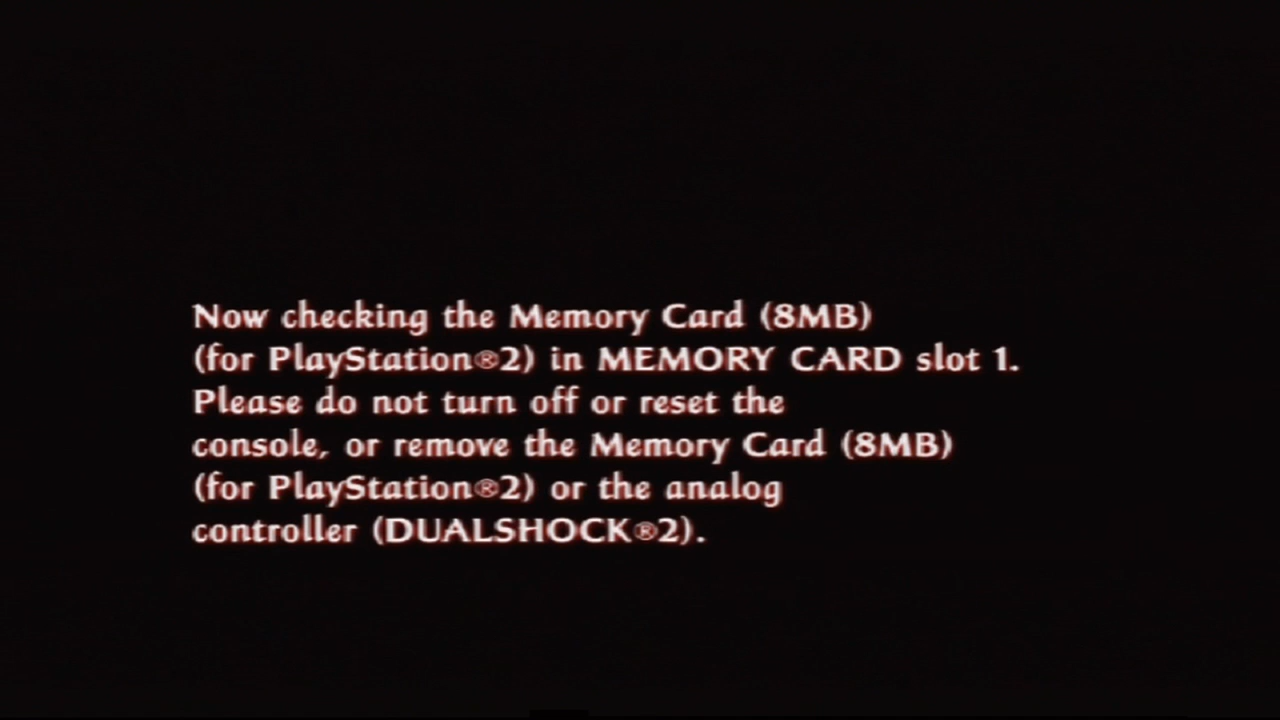 Now checking the Memory Card (8MB)
(for PlayStation®2) in MEMORY CARD slot 1.
Please do not turn off or reset the
console, or remove the Memory Card (8MB)
(for PlayStation®2) or the analog
controller (DUALSHOCK®2).